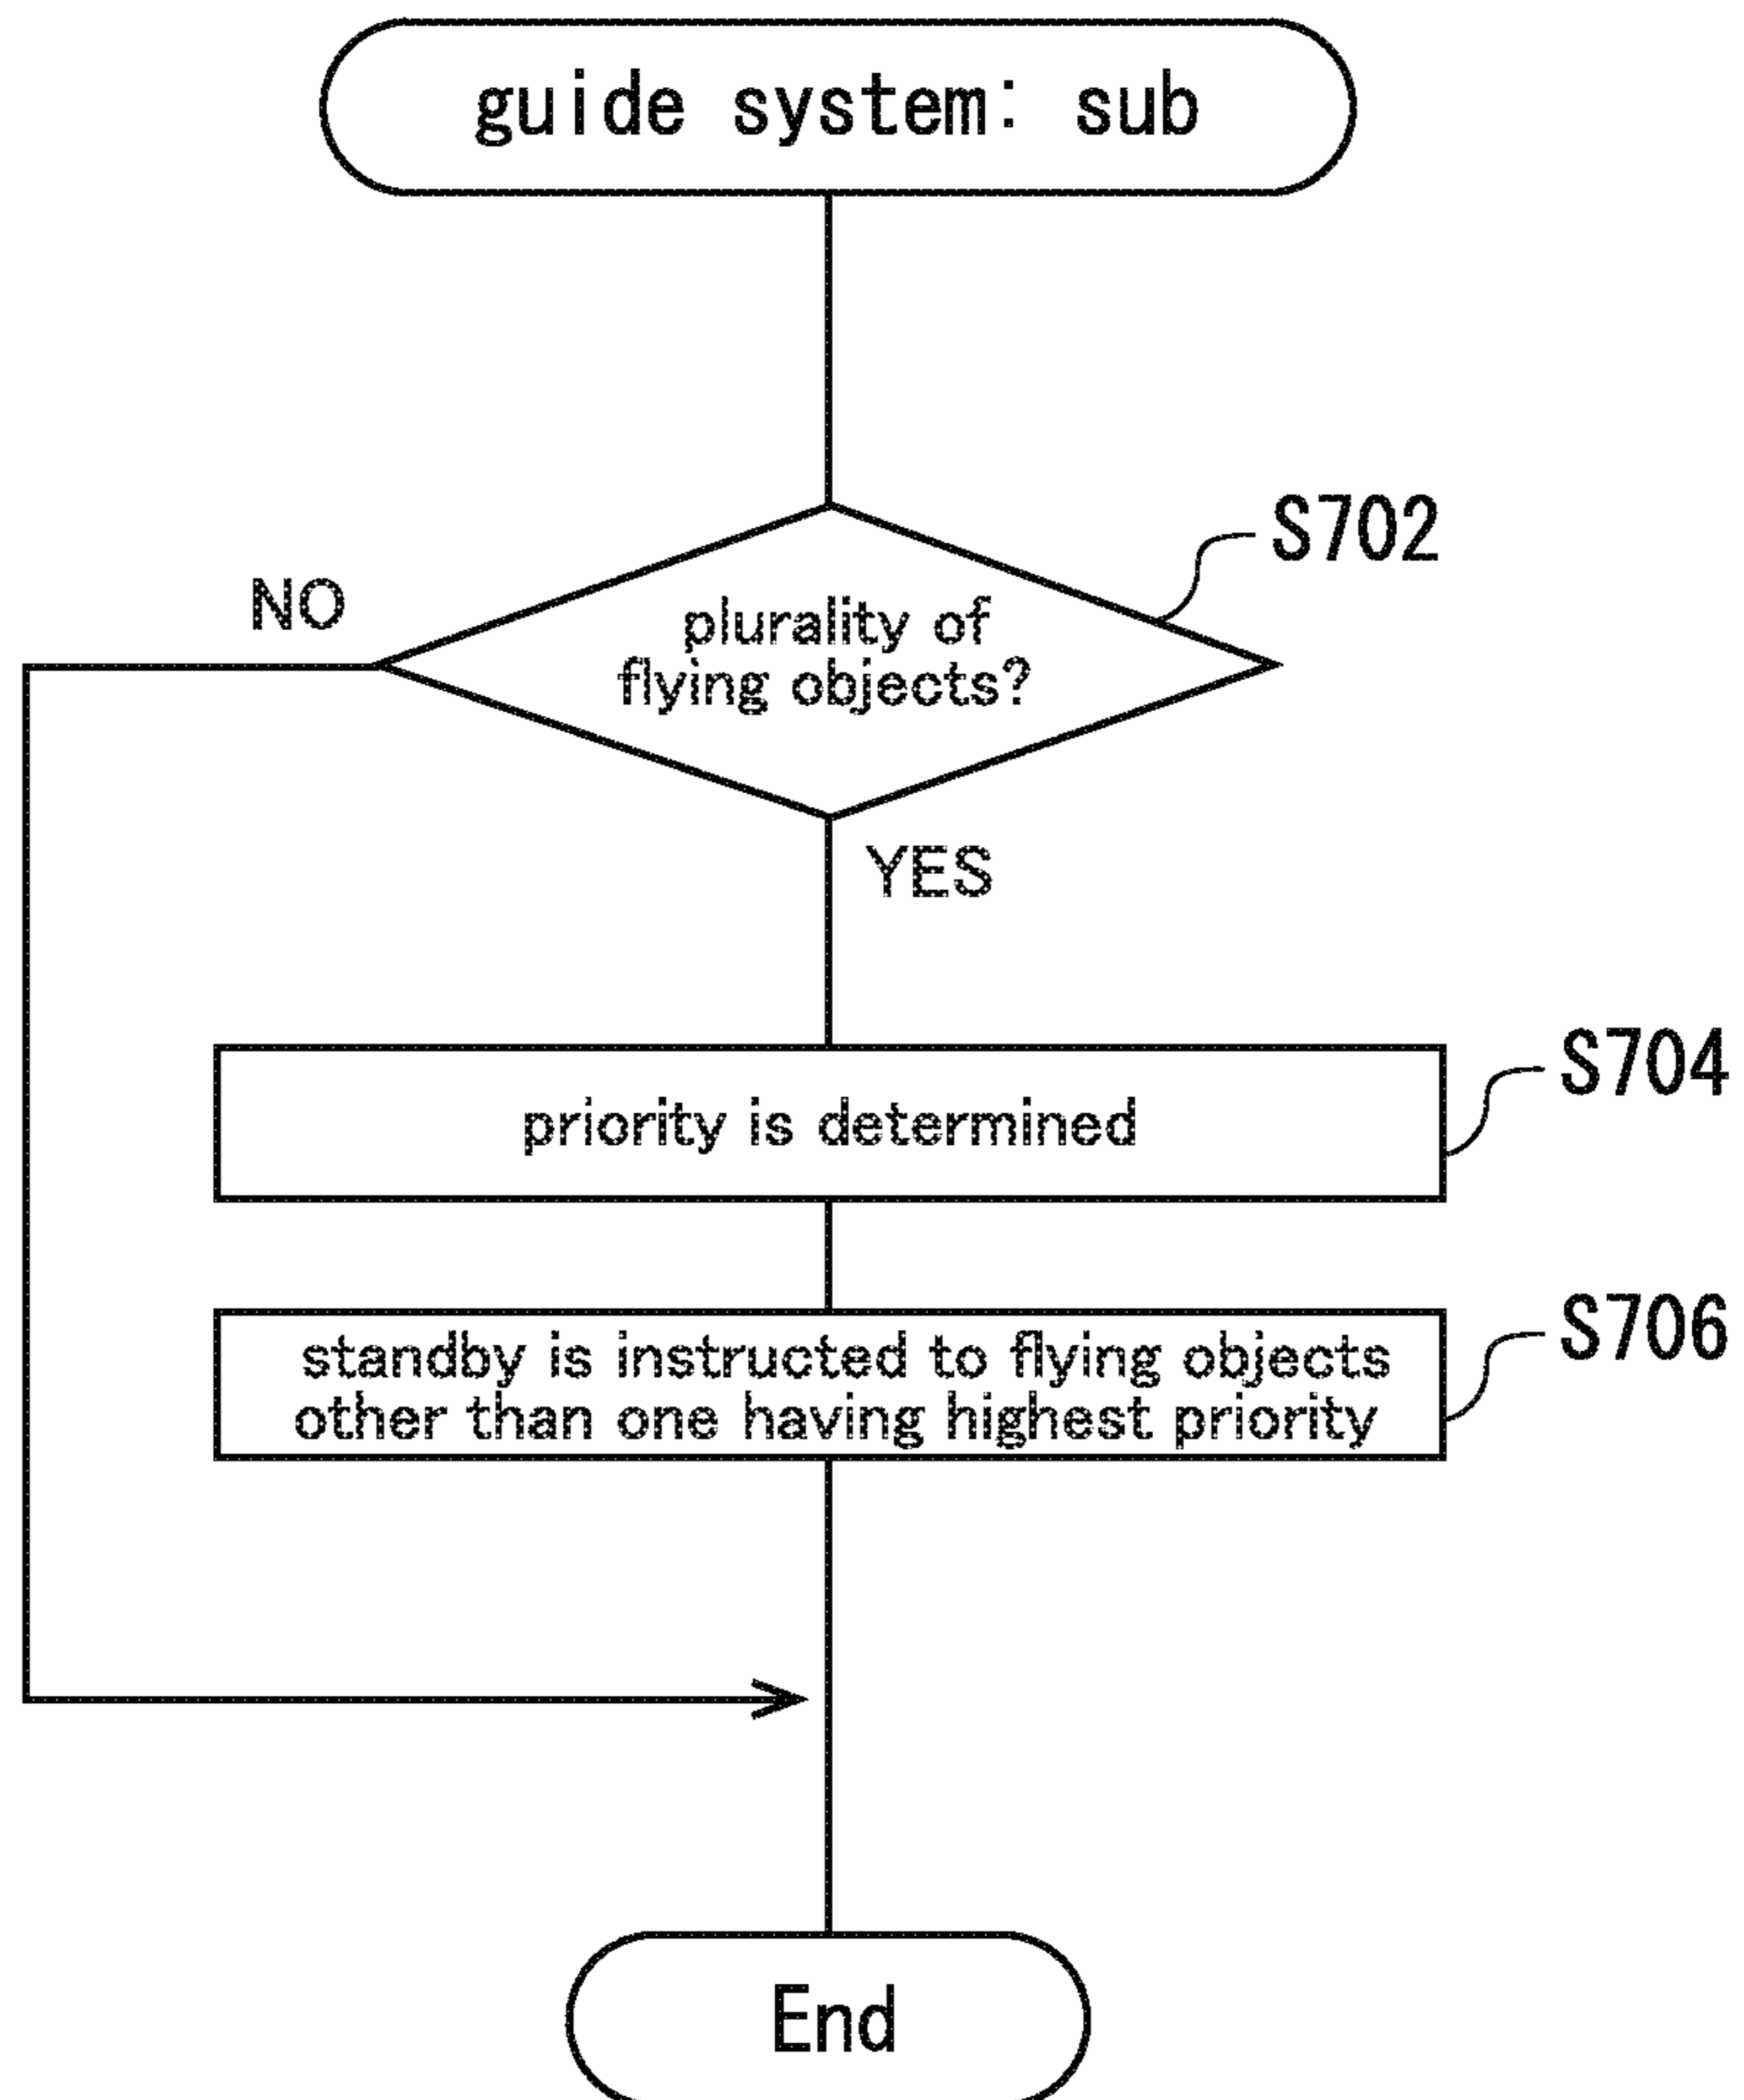 guide system: sub
S702
NO
plurality of
flying objects?
YES
S704
priority is determined
S706
standby is instructed to flying objects
other than one having highest priority
End